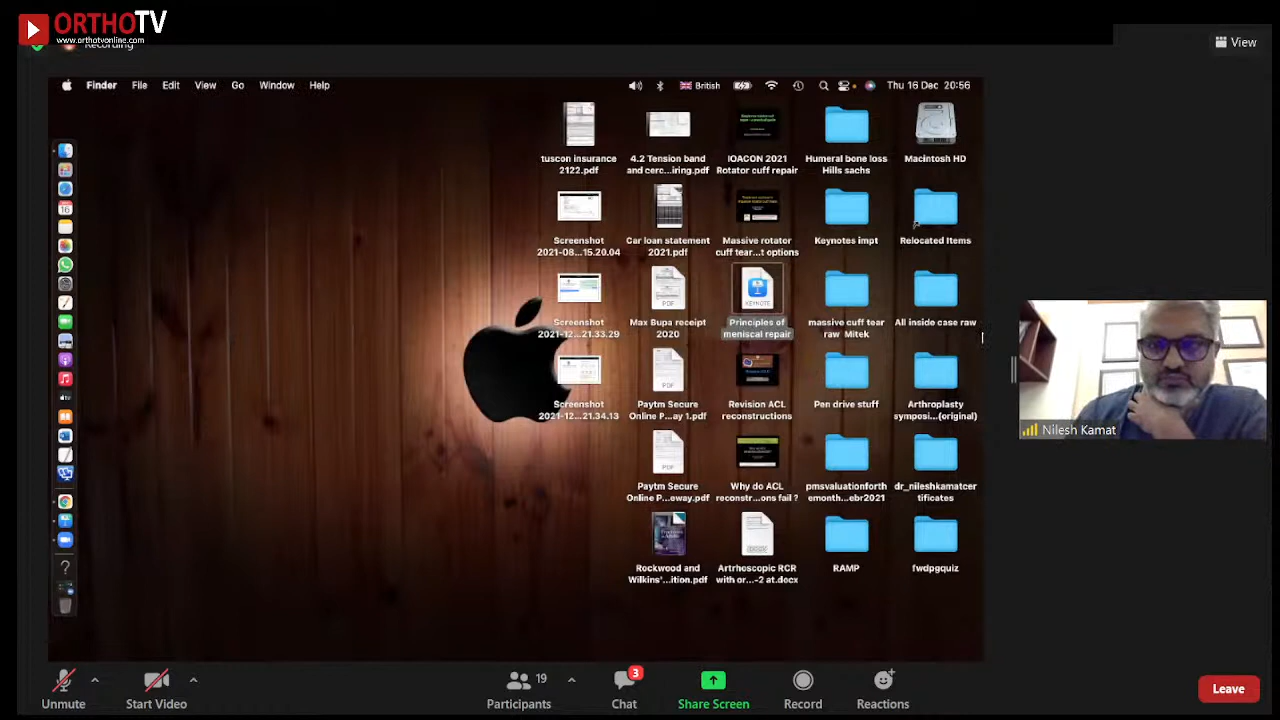 ORTHOTV
www.orthotvonline.com
Recording
View
Finder File Edit View Go Window Help
British
Thu 16 Dec 20:56
16
tuscon insurance
2122.pdf
4.2 Tension band
and cerc...iring.pdf
IOACON 2021
Rotator cuff repair
Humeral bone loss
Hills sachs
Macintosh HD
Screenshot
2021-08...15.20.04
Car loan statement
2021.pdf
Massive rotator
cuff tear...t options
Keynotes impt
Relocated Items
Screenshot
2021-12...21.33.29
PDF
Max Bupa receipt
2020
KEYNOTE
Principles of
meniscal repair
massive cuff tear
raw Mitek
All inside case raw
Screenshot
2021-12...21.34.13
PDF
Paytm Secure
Online P...ay 1.pdf
Revision ACL
reconstructions
Pen drive stuff
Arthroplasty
symposi...(original)
PDF
Paytm Secure
Online P...eway.pdf
Why do ACL
reconstr...ons fail ?
pmsvaluationforth
emonth...ebr2021
dr_nileshkamatcer
tificates
Rockwood and
Wilkins'...ition.pdf
Artrhoscopic RCR
with or...-2 at.docx
RAMP
fwdpgquiz
Nilesh Kamat
Unmute
Start Video
Participants
19
Chat
3
Share Screen
Record
Reactions
Leave